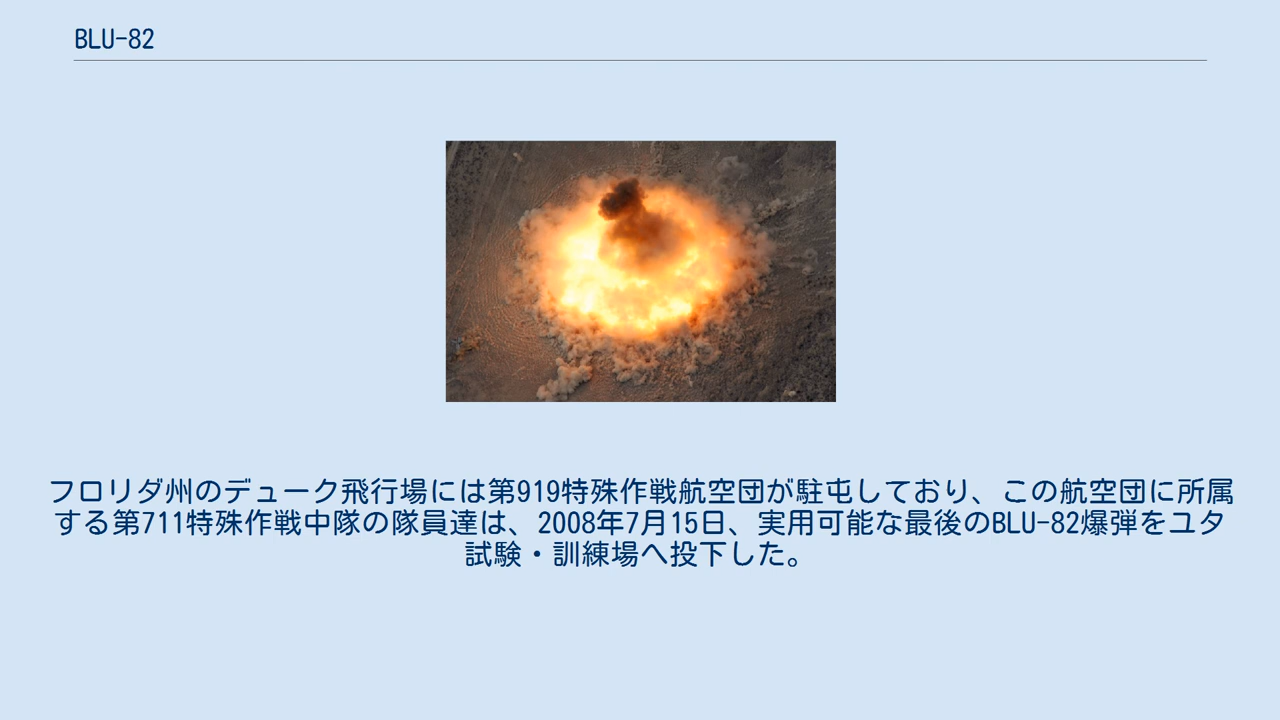 BLU-82
フロリダ州のデューク飛行場には第919特殊作戦航空団が駐屯しており、この航空団に所属
する第711特殊作戦中隊の隊員達は、2008年7月15日、実用可能な最後のBLU-82爆弾をユタ
試験・訓練場へ投下した。